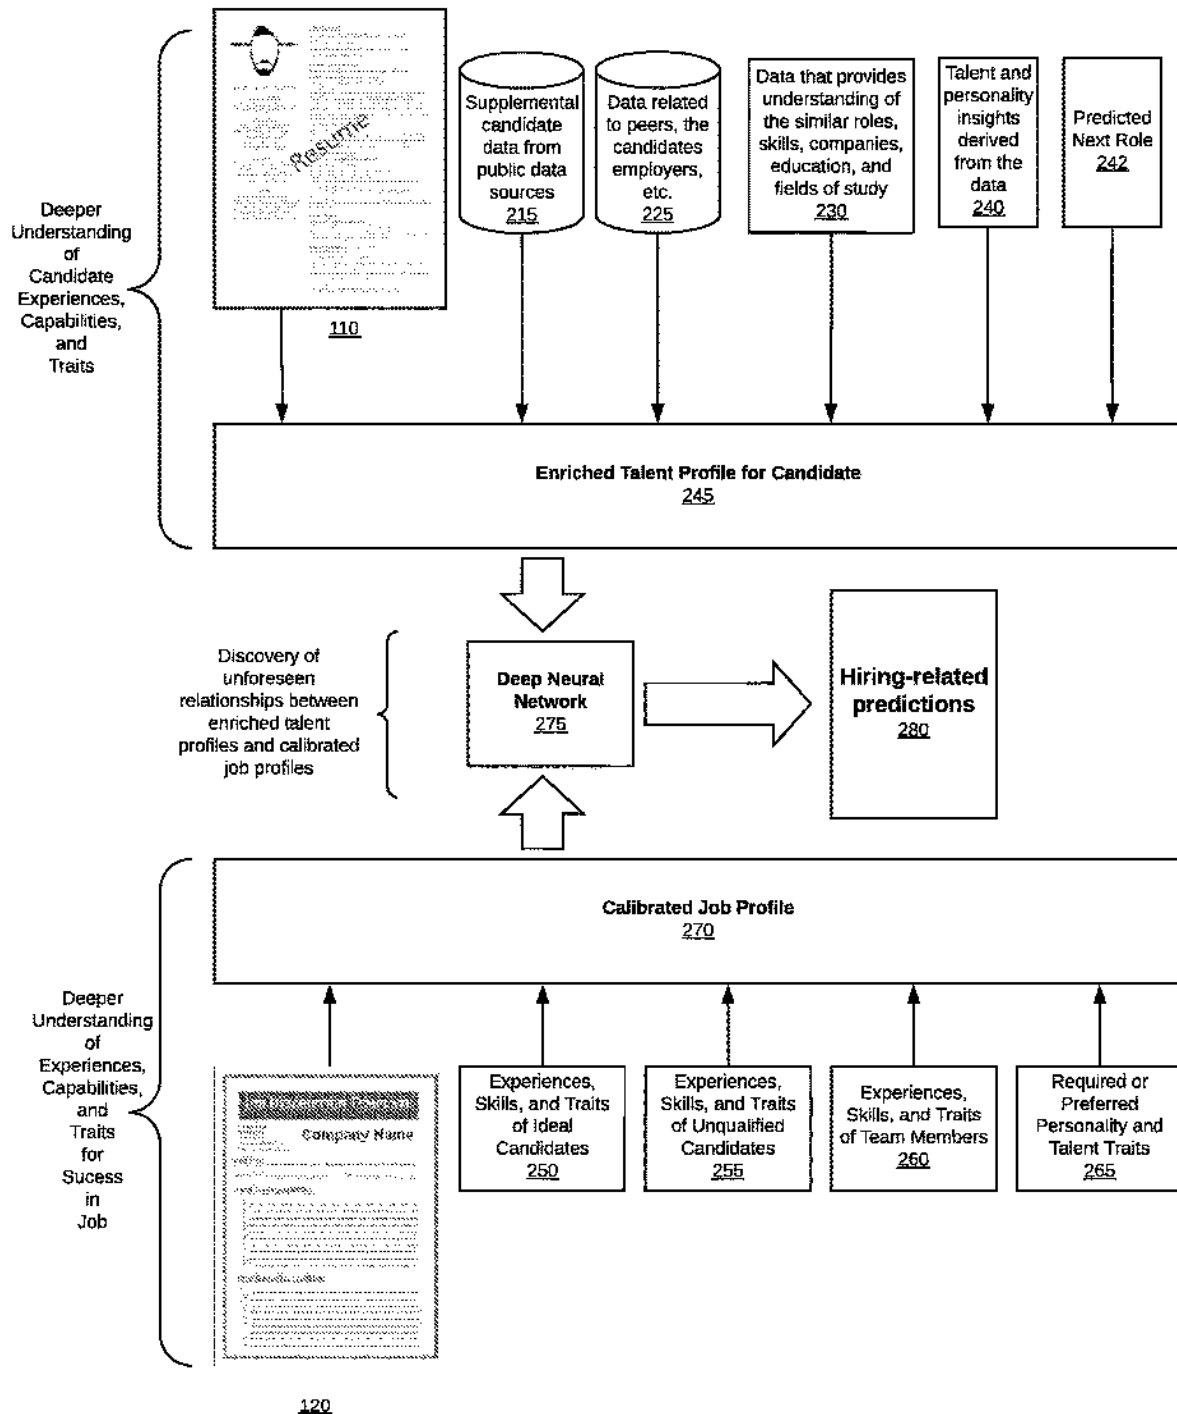 Resume
110
Supplemental
candidate
data from
public data
sources
215
Data related
to peers, the
candidates
employers,
etc.
225
Data that provides
understanding of
the similar roles,
skills, companies,
education, and
fields of study
230
Talent and
personality
insights
derived
from the
data
240
Predicted
Next Role
242
Deeper
Understanding
of
Candidate
Experiences,
Capabilities,
and
Traits
Enriched Talent Profile for Candidate
245
Discovery of
unforeseen
relationships between
enriched talent
profiles and calibrated
job profiles
Deep Neural
Network
275
Hiring-related
predictions
280
Calibrated Job Profile
270
Deeper
Understanding
of
Experiences,
Capabilities,
and
Traits
for
Sucess
in
Job
Company Name
120
Experiences,
Skills, and Traits
of Ideal
Candidates
250
Experiences,
Skills, and Traits
of Unqualified
Candidates
255
Experiences,
Skills, and Traits
of Team Members
260
Required or
Preferred
Personality and
Talent Traits
265